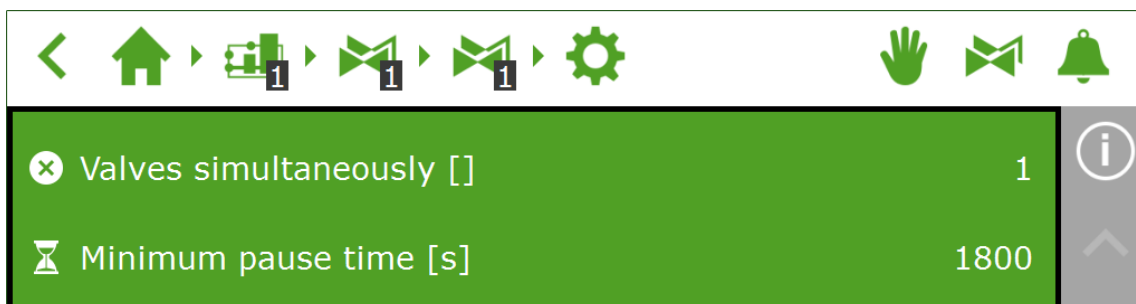 1 1 1
Valves simultaneously [] 1
Minimum pause time [s] 1800